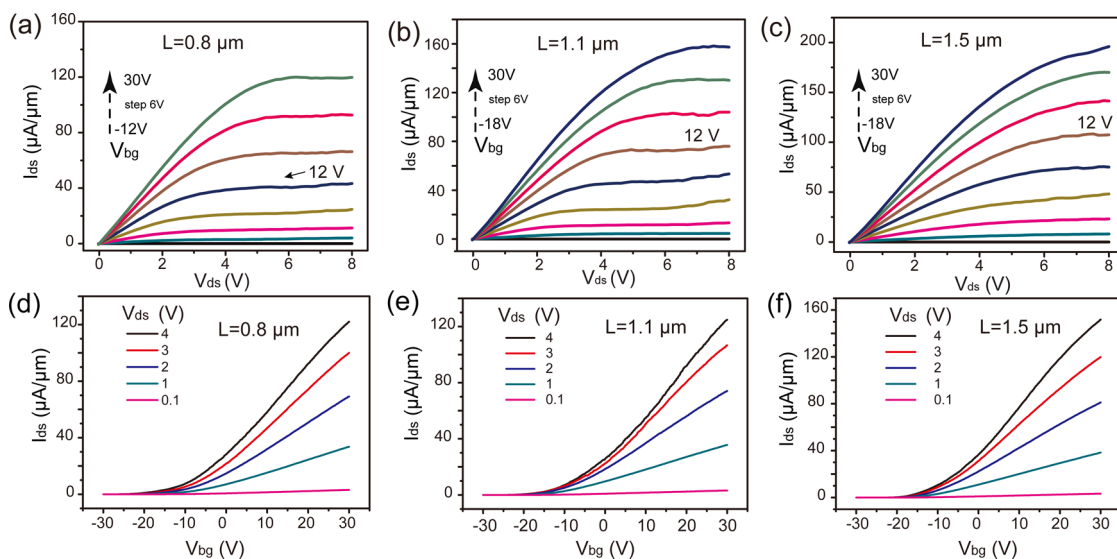 (a)
L=0.8 µm
30V
step 6V
-12V
Vbg
12 V
Ids (µA/µm)
160
120
80
40
0
0 2 4 6 8
Vds (V)
(b)
L=1.1 µm
30V
step 6V
-18V
Vbg
12 V
Ids (µA/µm)
160
120
80
40
0
0 2 4 6 8
Vds (V)
(c)
L=1.5 µm
30V
step 6V
-18V
Vbg
12 V
Ids (µA/µm)
200
150
100
50
0
0 2 4 6 8
Vds (V)
(d)
Vds (V)
L=0.8 µm
4
3
2
1
0.1
Ids (µA/µm)
120
80
40
0
-30 -20 -10 0 10 20 30
Vbg (V)
(e)
Vds (V)
L=1.1 µm
4
3
2
1
0.1
Ids (µA/µm)
120
80
40
0
-30 -20 -10 0 10 20 30
Vbg (V)
(f)
Vds (V)
L=1.5 µm
4
3
2
1
0.1
Ids (µA/µm)
160
120
80
40
0
-30 -20 -10 0 10 20 30
Vbg (V)